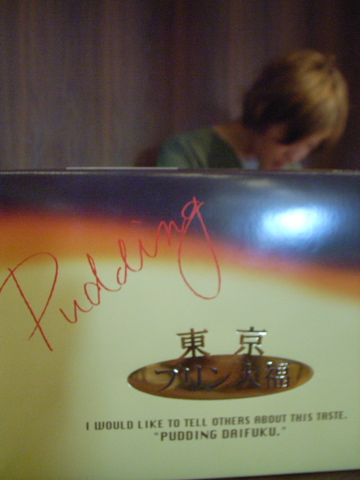 Pudding
東京
プリン大福
I WOULD LIKE TO TELL OTHERS ABOUT THIS TASTE.
"PUDDING DAIFUKU."